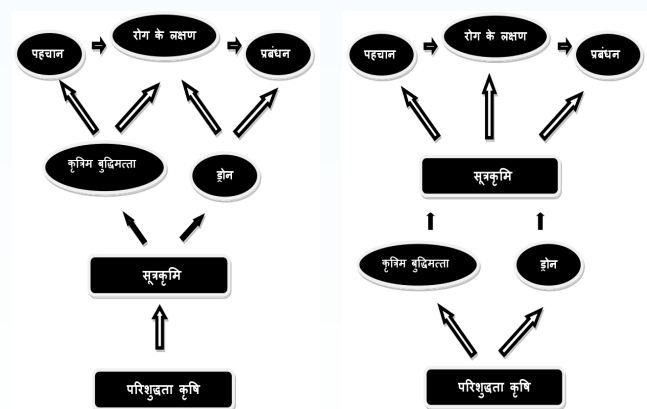 पहचान
रोग के लक्षण
प्रबंधन
कृत्रिम बुद्धिमत्ता
ड्रोन
सूत्रकृमि
परिशुद्धता कृषि
पहचान
रोग के लक्षण
प्रबंधन
सूत्रकृमि
कृत्रिम बुद्धिमत्ता
ड्रोन
परिशुद्धता कृषि